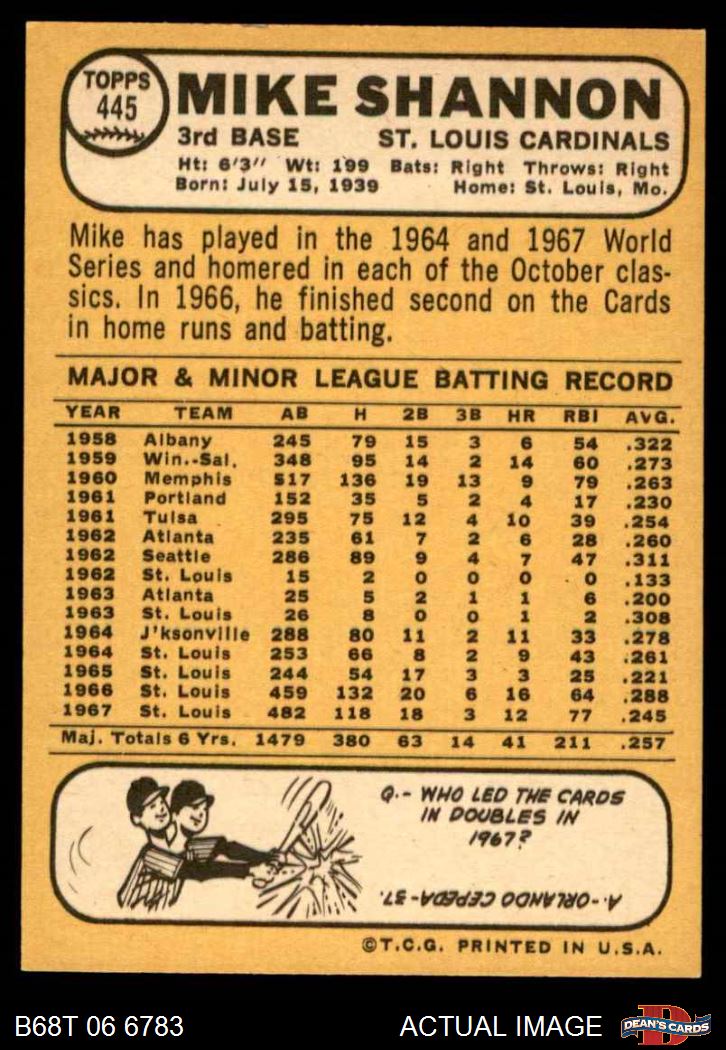 TOPPS
445
MIKE SHANNON
3rd BASE ST. LOUIS CARDINALS
Ht: 6'3" Wt: 199 Bats: Right Throws: Right
Born: July 15, 1939 Home: St. Louis, Mo.
Mike has played in the 1964 and 1967 World
Series and homered in each of the October clas-
sics. In 1966, he finished second on the Cards
in home runs and batting.
MAJOR & MINOR LEAGUE BATTING RECORD
YEAR TEAM AB H 2B 3B HR RBI AVG.
1958 Albany 245 79 15 3 6 54 .322
1959 Win.-Sal. 348 95 14 2 14 60 .273
1960 Memphis 517 136 19 13 9 79 .263
1961 Portland 152 35 5 2 4 17 .230
1961 Tulsa 295 75 12 4 10 39 .254
1962 Atlanta 235 61 7 2 6 28 .260
1962 Seattle 286 89 9 4 7 47 .311
1962 St. Louis 15 2 0 0 0 0 .133
1963 Atlanta 25 5 2 1 1 6 .200
1963 St. Louis 26 8 0 0 1 2 .308
1964 J'ksonville 288 80 11 2 11 33 .278
1964 St. Louis 253 66 8 2 9 43 .261
1965 St. Louis 244 54 17 3 3 25 .221
1966 St. Louis 459 132 20 6 16 64 .288
1967 St. Louis 482 118 18 3 12 77 .245
Maj. Totals 6 Yrs. 1479 380 63 14 41 211 .257
Q.- WHO LED THE CARDS
IN DOUBLES IN
1967?
A.- ORLANDO CEPEDA-37.
©T.C.G. PRINTED IN U.S.A.
B68T 06 6783 ACTUAL IMAGE DEAN'S CARDS